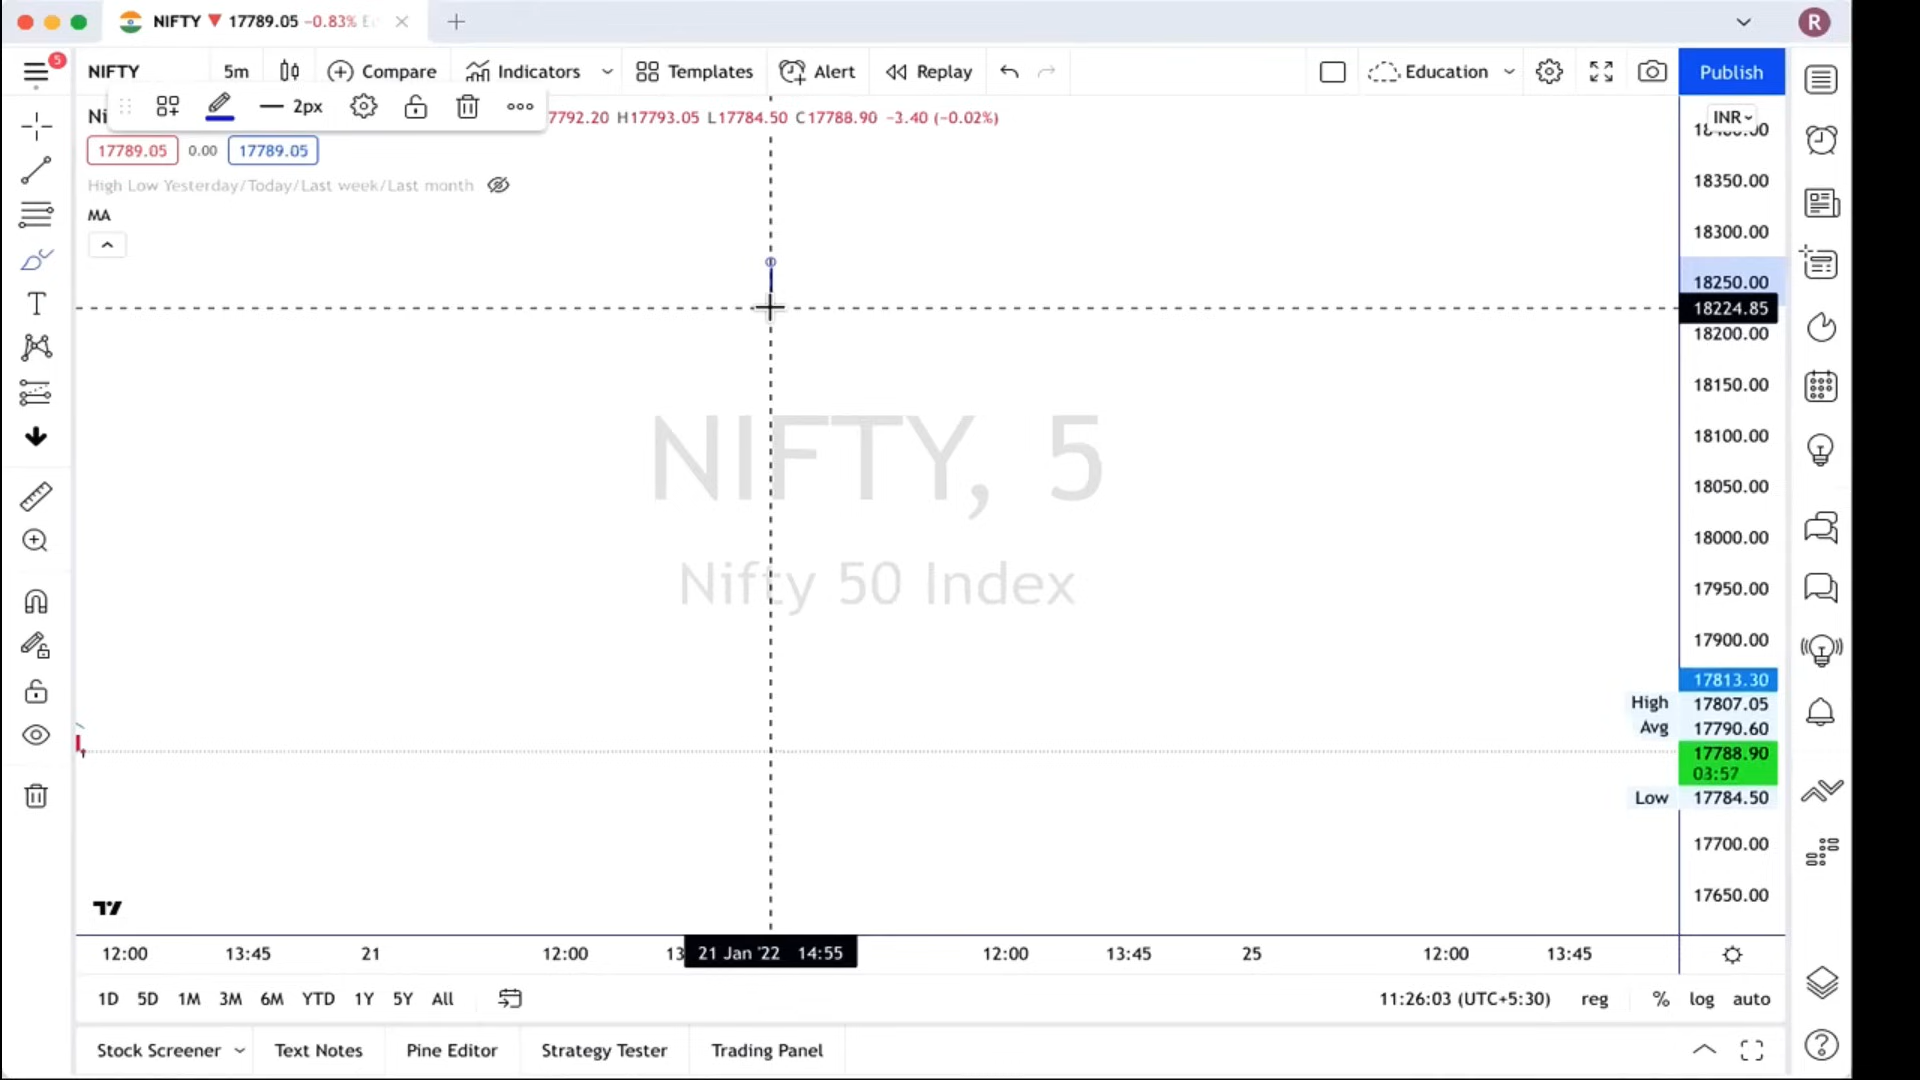 NIFTY ▼ 17789.05 −0.83% E
R
5
NIFTY 5m Compare Indicators Templates Alert Replay Education Publish
2px
Ni
7792.20 H17793.05 L17784.50 C17788.90 −3.40 (−0.02%)
INR
17789.05 0.00 17789.05
High Low Yesterday/Today/Last week/Last month
MA
18350.00
18300.00
18250.00
18224.85
18200.00
18150.00
18100.00
NIFTY, 5
18050.00
18000.00
Nifty 50 Index
17950.00
17900.00
17813.30
High 17807.05
Avg 17790.60
17788.90
03:57
Low 17784.50
17700.00
17650.00
12:00 13:45 21 12:00 13 21 Jan '22 14:55 12:00 13:45 25 12:00 13:45
1D 5D 1M 3M 6M YTD 1Y 5Y All 11:26:03 (UTC+5:30) reg % log auto
Stock Screener Text Notes Pine Editor Strategy Tester Trading Panel